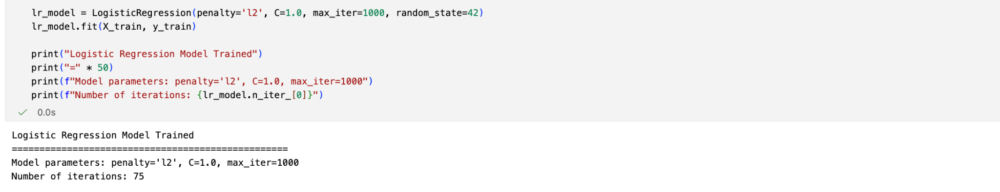 lr_model = LogisticRegression(penalty='l2', C=1.0, max_iter=1000, random_state=42)
lr_model.fit(X_train, y_train)
print("Logistic Regression Model Trained")
print("=" * 50)
print(f"Model parameters: penalty='l2', C=1.0, max_iter=1000")
print(f"Number of iterations: {lr_model.n_iter_[0]}")
0.0s
Logistic Regression Model Trained
==================================================
Model parameters: penalty='l2', C=1.0, max_iter=1000
Number of iterations: 75